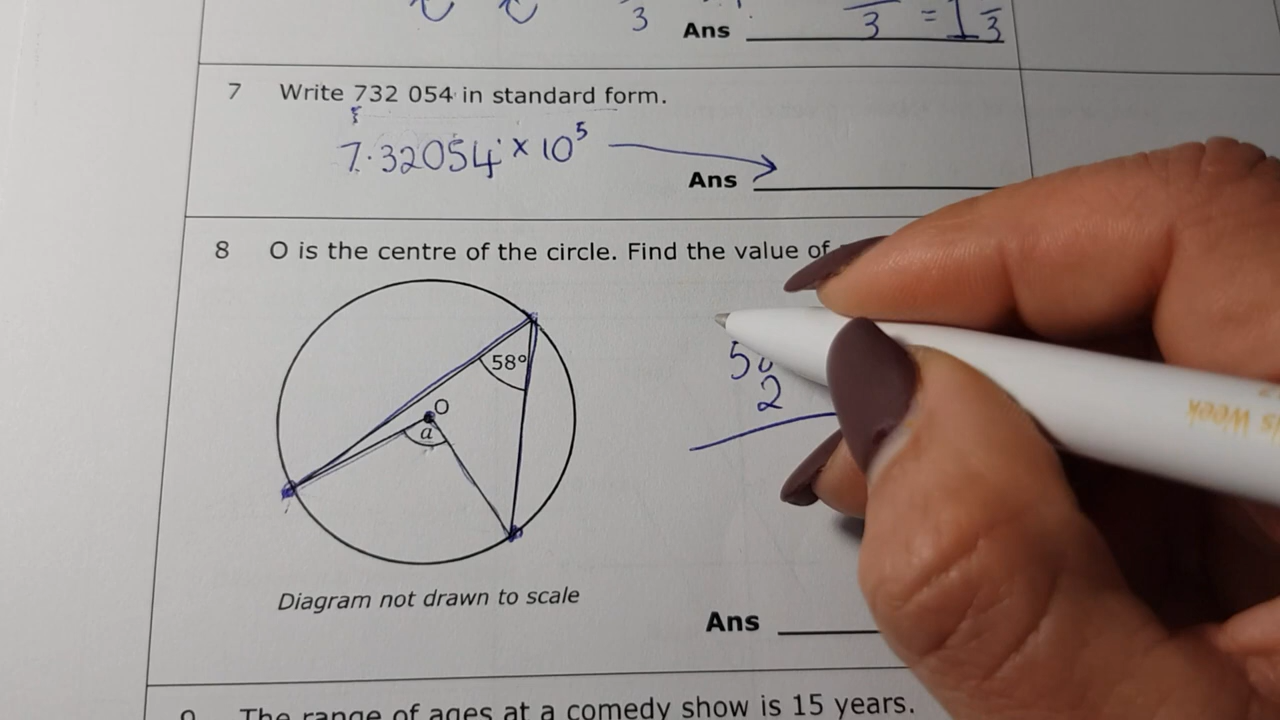 3
Ans
3 = 1 3
7 Write 732 054 in standard form.
7.32054 × 10⁵
Ans
8 O is the centre of the circle. Find the value of
58°
O
a
2
Diagram not drawn to scale
Ans
The range of ages at a comedy show is 15 years.